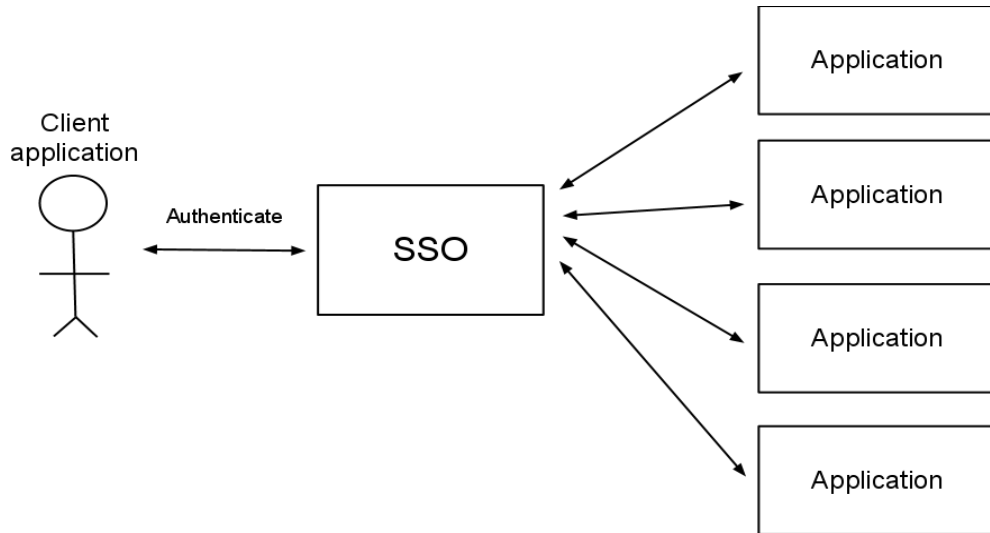 Client
application
Authenticate
SSO
Application
Application
Application
Application